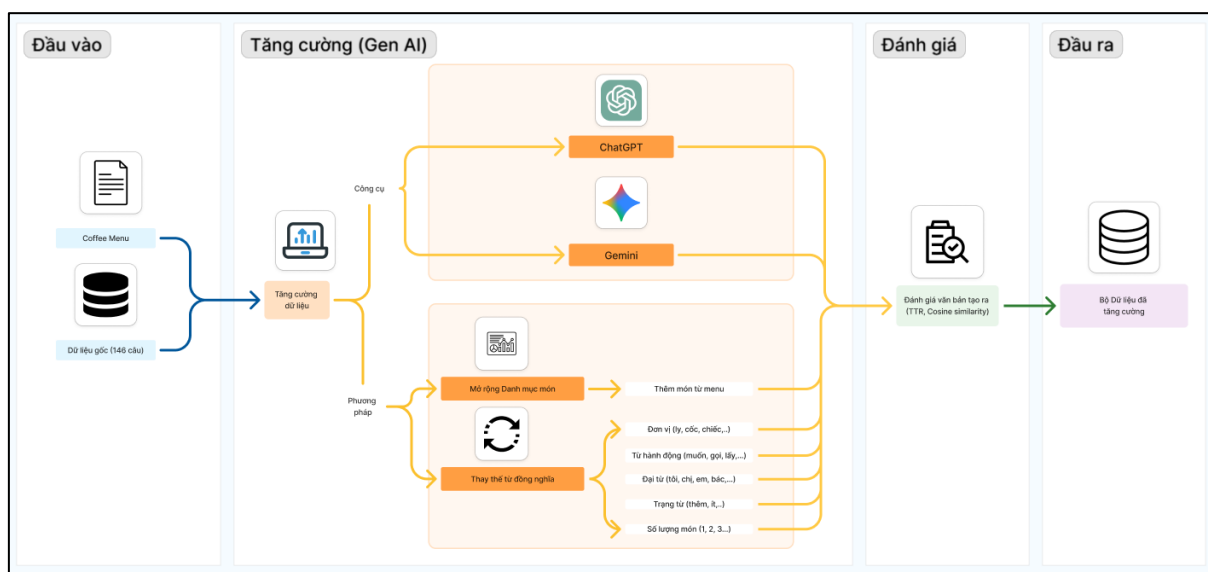 Đầu vào
Tăng cường (Gen AI)
Đánh giá
Đầu ra
Coffee Menu
Dữ liệu gốc (146 câu)
Tăng cường
dữ liệu
Công cụ
Phương
pháp
ChatGPT
Gemini
Mở rộng Danh mục món
Thêm món từ menu
Thay thế từ đồng nghĩa
Đơn vị (ly, cốc, chiếc,..)
Từ hành động (muốn, gọi, lấy,...)
Đại từ (tôi, chị, em, bác,...)
Trạng từ (thêm, ít,..)
Số lượng món (1, 2, 3...)
Đánh giá văn bản tạo ra
(TTR, Cosine similarity)
Bộ Dữ liệu đã
tăng cường